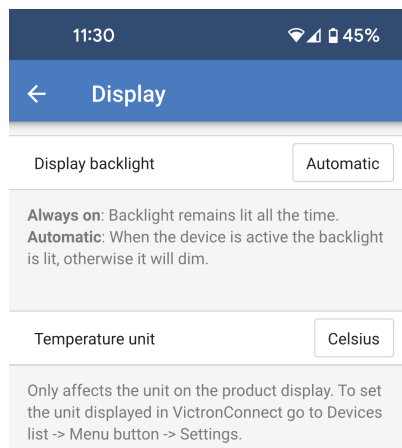 11:30 45%
Display
Display backlight Automatic
Always on: Backlight remains lit all the time.
Automatic: When the device is active the backlight
is lit, otherwise it will dim.
Temperature unit Celsius
Only affects the unit on the product display. To set
the unit displayed in VictronConnect go to Devices
list -> Menu button -> Settings.